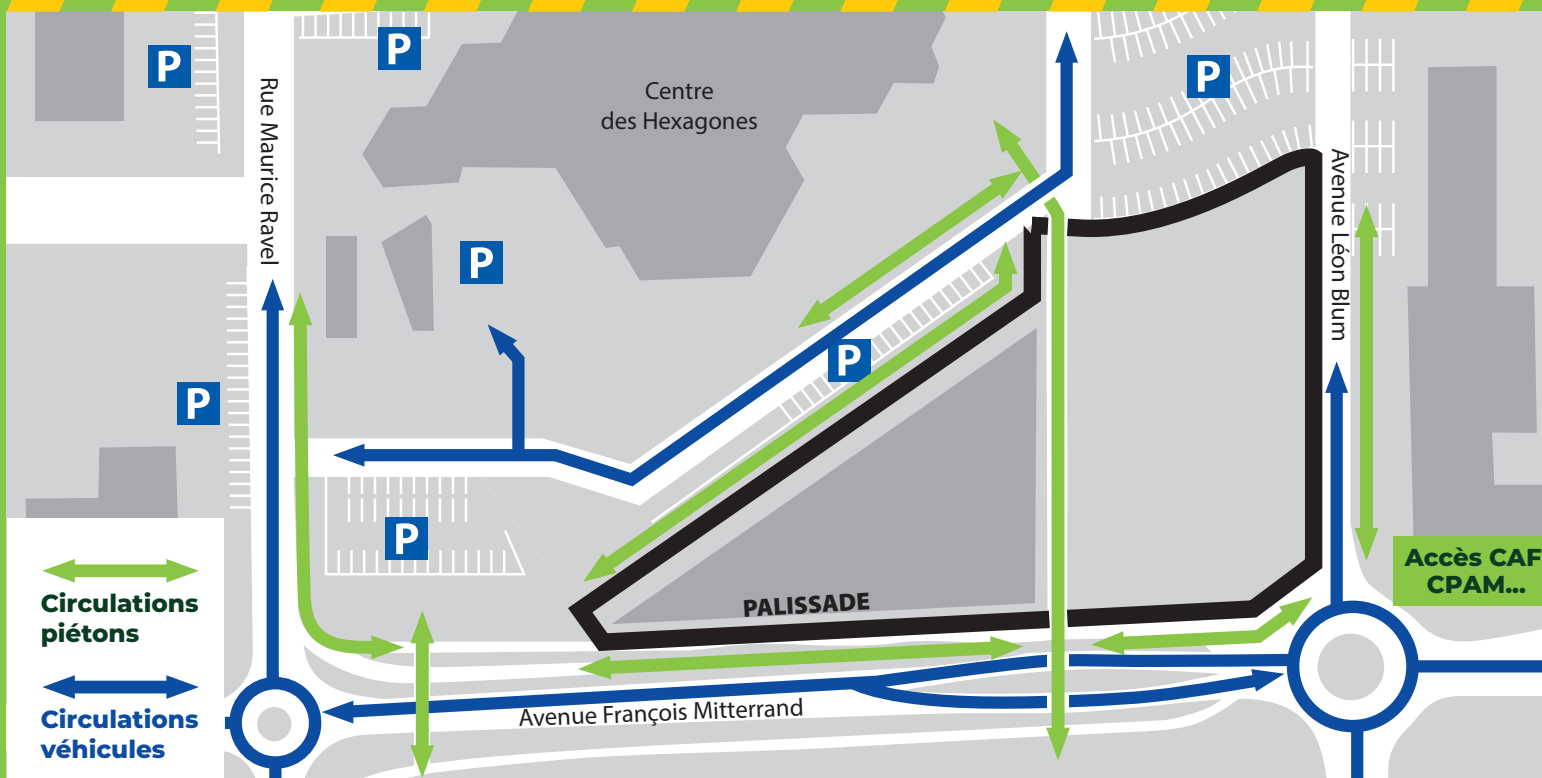 P
P
P
Centre
des Hexagones
Rue Maurice Ravel
Avenue Léon Blum
P
P
P
P
Accès CAF
CPAM...
PALISSADE
Circulations
piétons
Circulations
véhicules
Avenue François Mitterrand